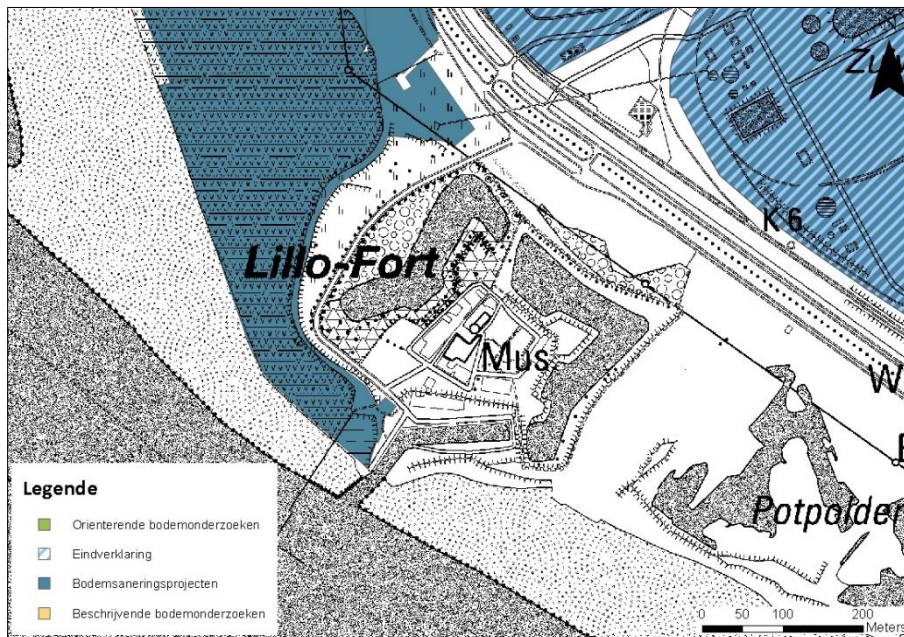 Lillo-Fort
Mus.
K 6
W
Potpolder
Legende
Orienterende bodemonderzoeken
Eindverklaring
Bodemsaneringsprojecten
Beschrijvende bodemonderzoeken
0 50 100 200
Meters